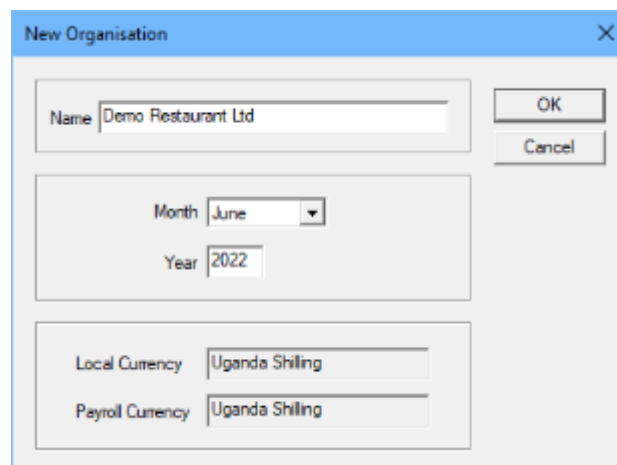 New Organisation
Name Demo Restaurant Ltd
OK
Cancel
Month June
Year 2022
Local Currency Uganda Shilling
Payroll Currency Uganda Shilling